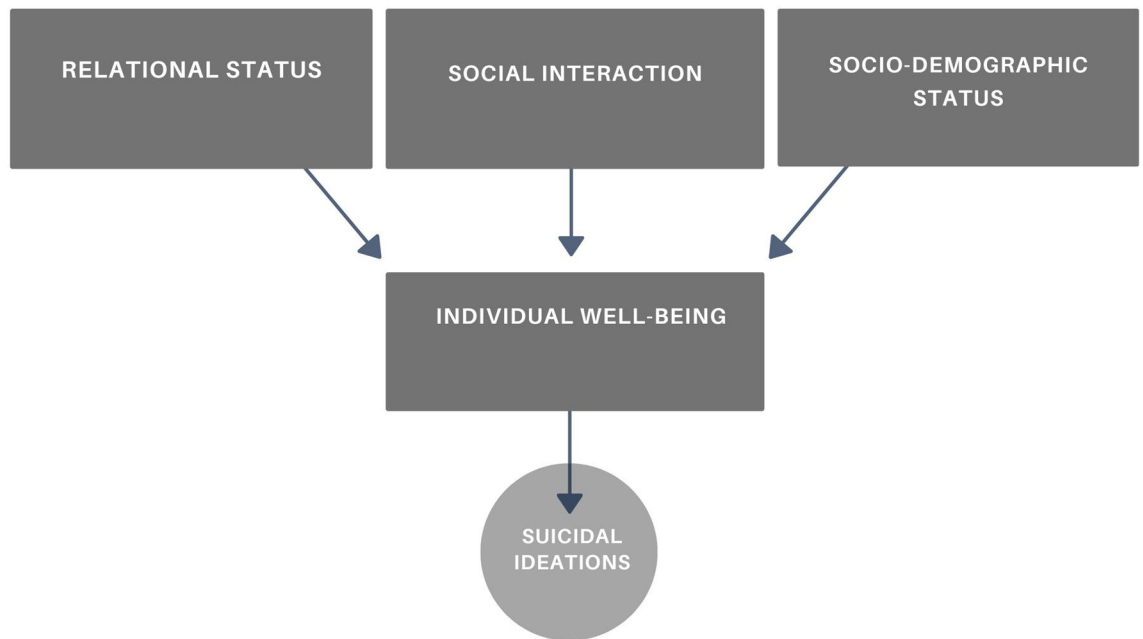 RELATIONAL STATUS
SOCIAL INTERACTION
SOCIO-DEMOGRAPHIC
STATUS
INDIVIDUAL WELL-BEING
SUICIDAL
IDEATIONS